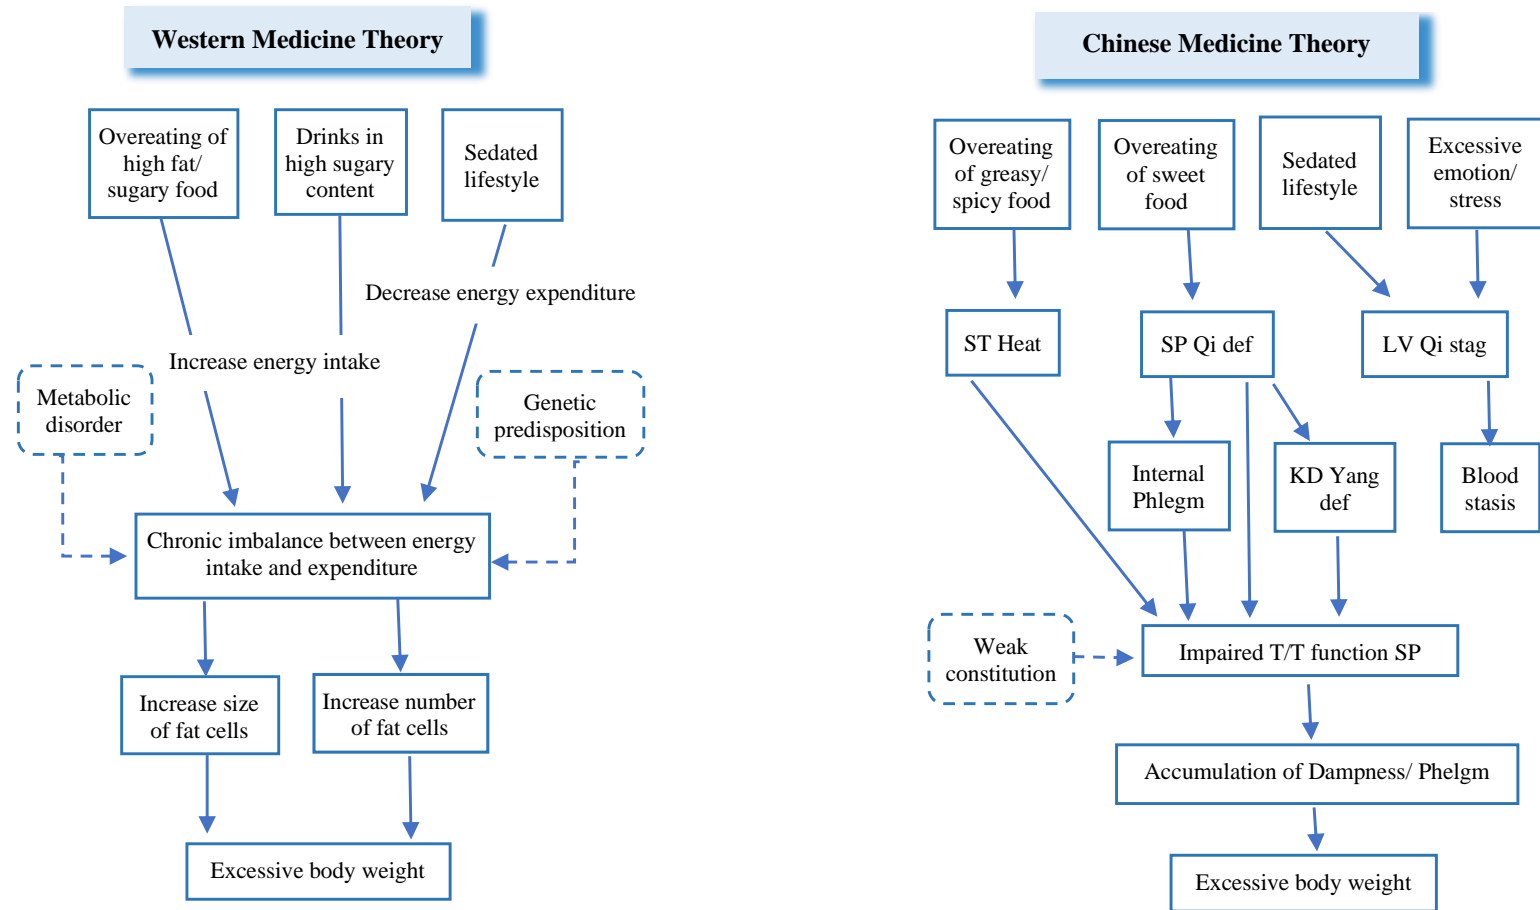 Western Medicine Theory
Overeating of
high fat/
sugary food
Drinks in
high sugary
content
Sedated
lifestyle
Decrease energy expenditure
Increase energy intake
Metabolic
disorder
Genetic
predisposition
Chronic imbalance between energy
intake and expenditure
Increase size
of fat cells
Increase number
of fat cells
Excessive body weight
Chinese Medicine Theory
Overeating
of greasy/
spicy food
Overeating
of sweet
food
Sedated
lifestyle
Excessive
emotion/
stress
ST Heat
SP Qi def
LV Qi stag
Internal
Phlegm
KD Yang
def
Blood
stasis
Weak
constitution
Impaired T/T function SP
Accumulation of Dampness/ Phelgm
Excessive body weight